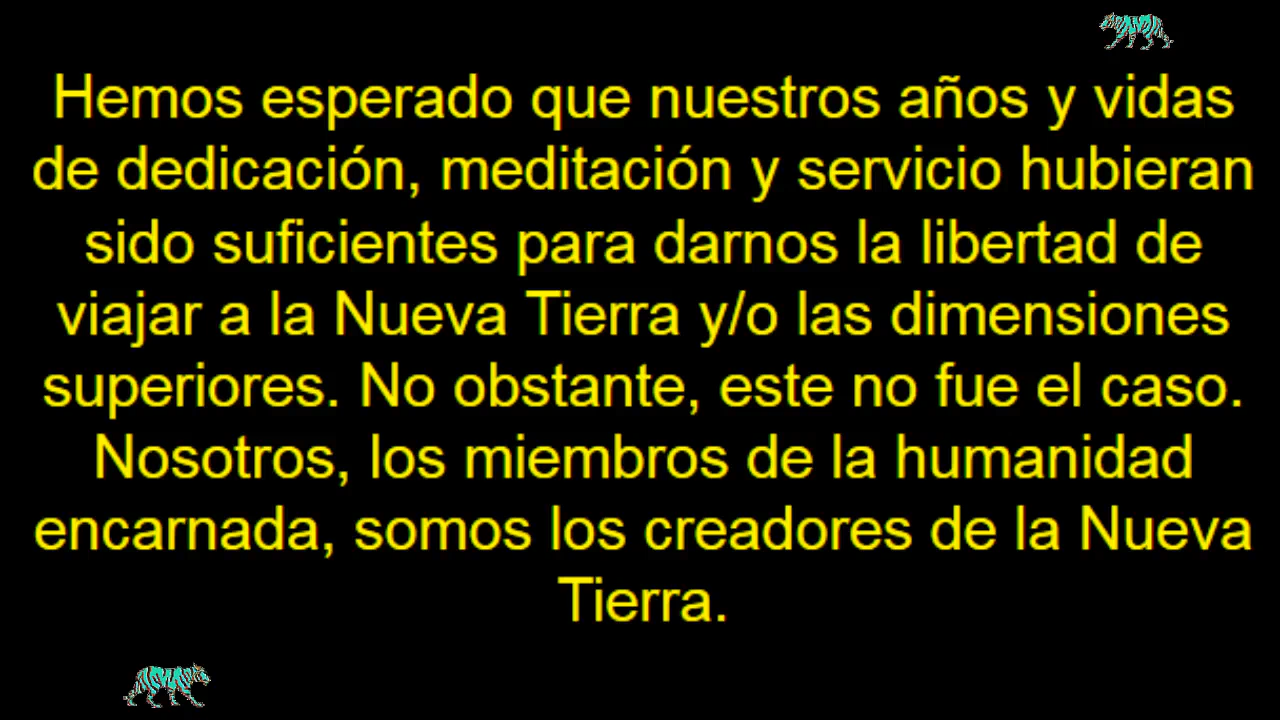 Hemos esperado que nuestros años y vidas
de dedicación, meditación y servicio hubieran
sido suficientes para darnos la libertad de
viajar a la Nueva Tierra y/o las dimensiones
superiores. No obstante, este no fue el caso.
Nosotros, los miembros de la humanidad
encarnada, somos los creadores de la Nueva
Tierra.